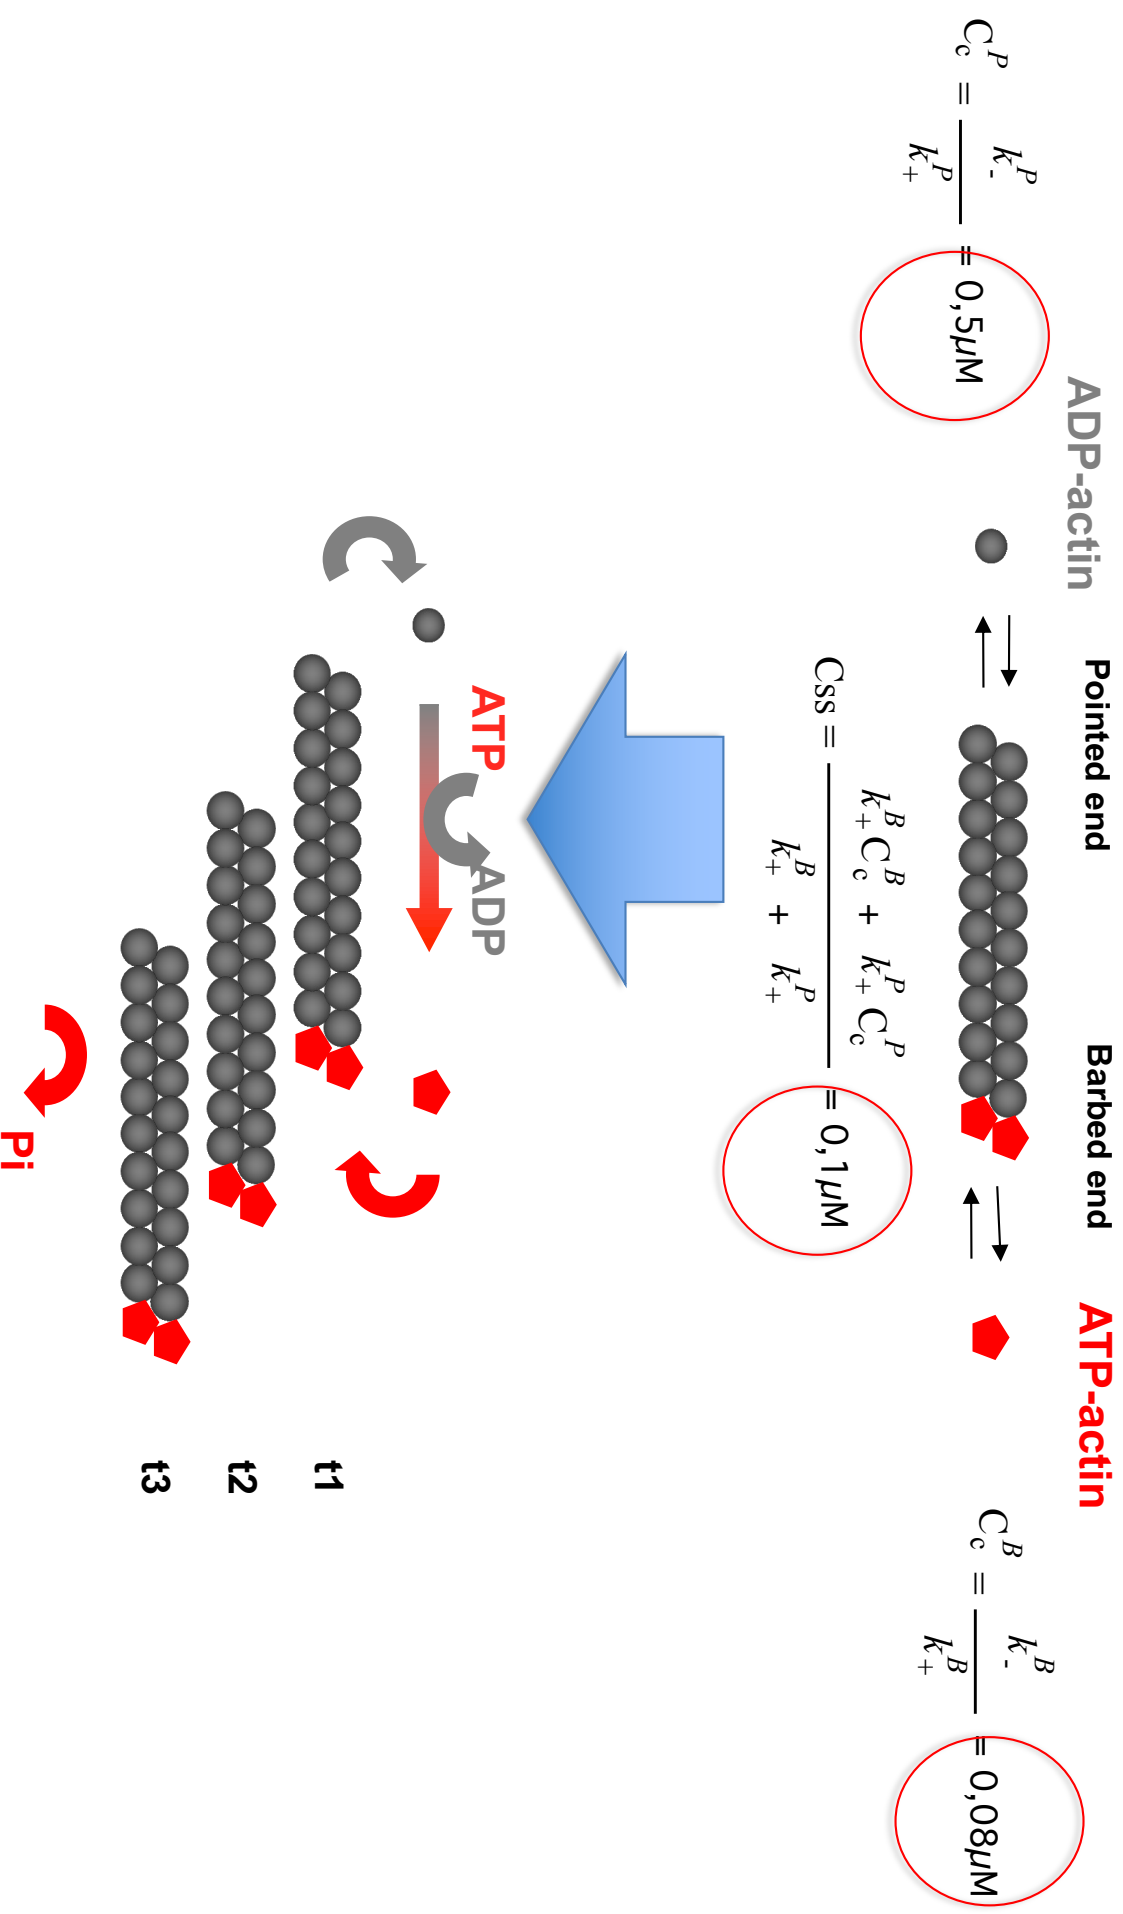 ADP-actin
Pointed end
Barbed end
ATP-actin
C_c^P = k_-^P / k_+^P = 0,5µM
C_c^B = k_-^B / k_+^B = 0,08µM
Css = k_+^B C_c^B + k_+^P C_c^P / k_+^B + k_+^P = 0,1µM
ATP
ADP
t1
t2
t3
Pi